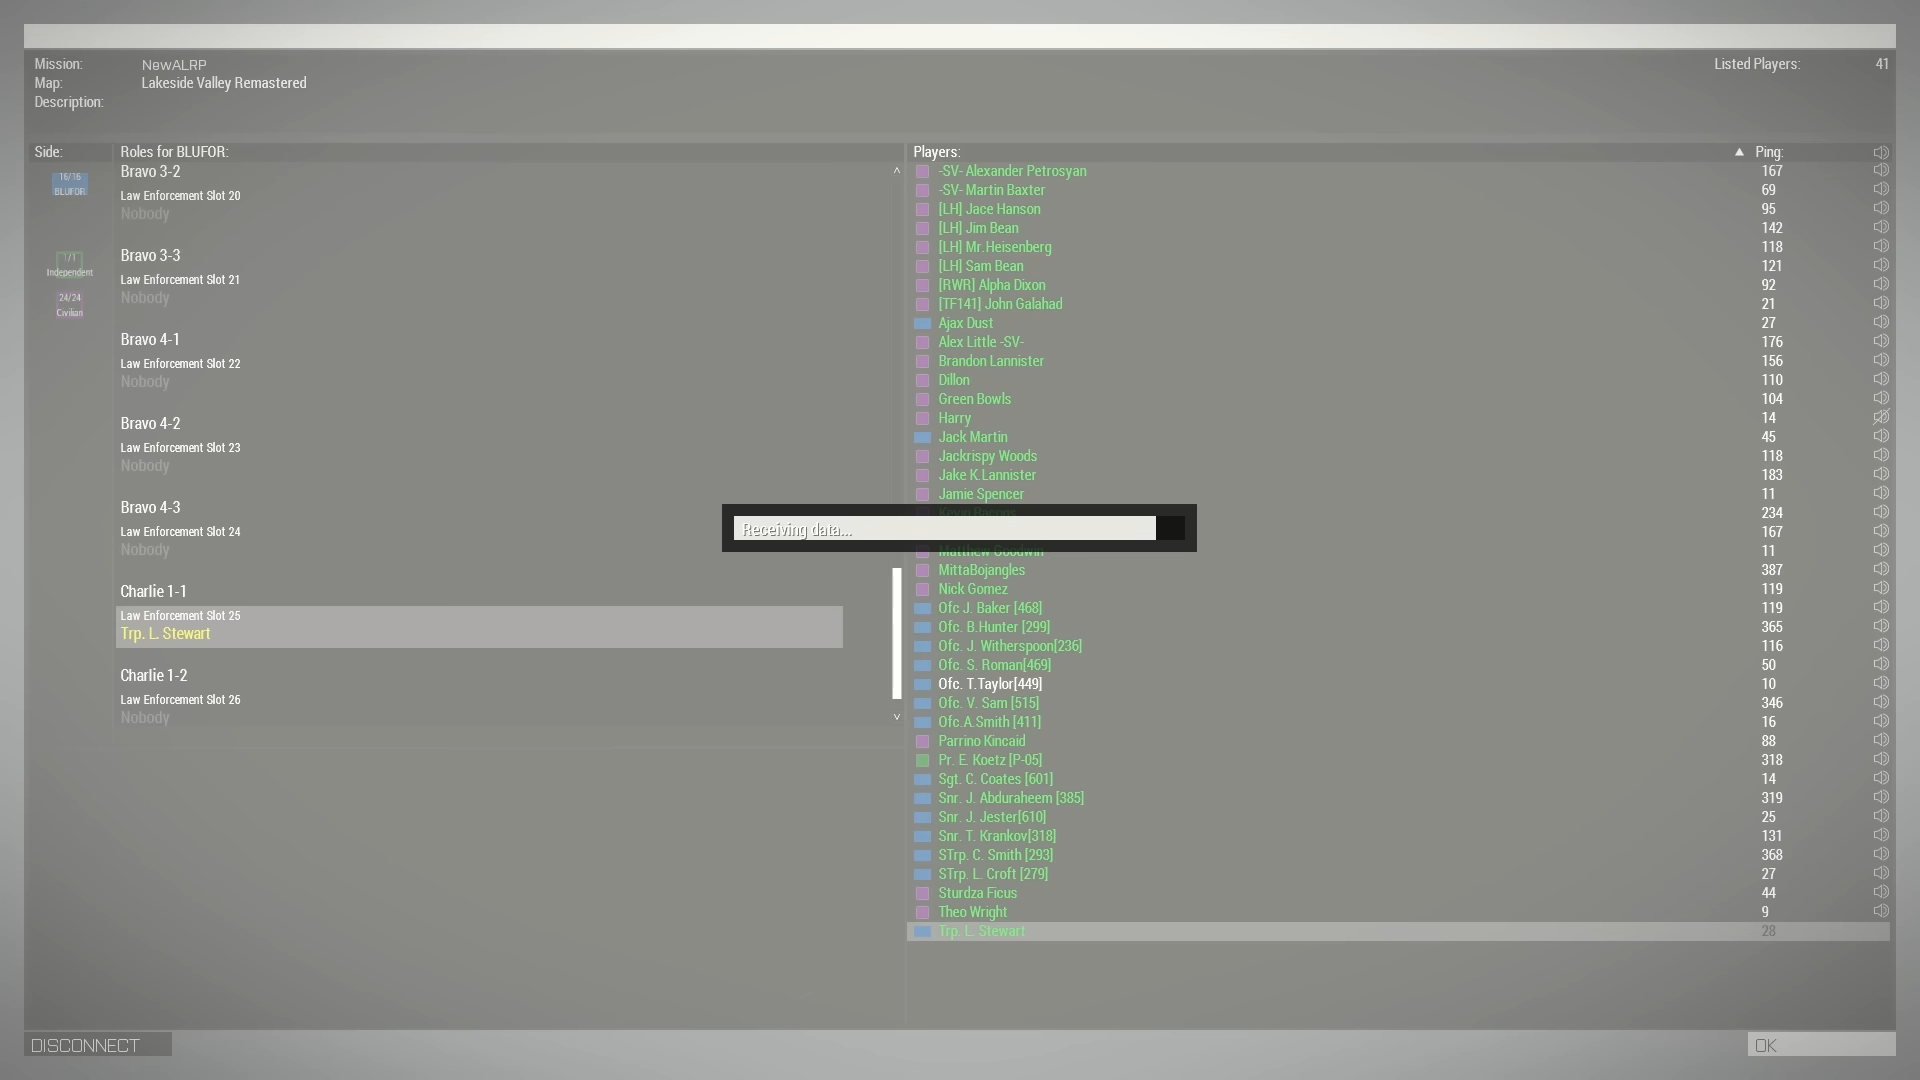 Mission: NewALRP
Map: Lakeside Valley Remastered
Description:
Listed Players: 41
Side:
16/16
BLUFOR
1/1
Independent
24/24
Civilian
Roles for BLUFOR:
Bravo 3-2
Law Enforcement Slot 20
Nobody
Bravo 3-3
Law Enforcement Slot 21
Nobody
Bravo 4-1
Law Enforcement Slot 22
Nobody
Bravo 4-2
Law Enforcement Slot 23
Nobody
Bravo 4-3
Law Enforcement Slot 24
Nobody
Charlie 1-1
Law Enforcement Slot 25
Trp. L. Stewart
Charlie 1-2
Law Enforcement Slot 26
Nobody
Players: Ping:
-SV- Alexander Petrosyan 167
-SV- Martin Baxter 69
[LH] Jace Hanson 95
[LH] Jim Bean 142
[LH] Mr.Heisenberg 118
[LH] Sam Bean 121
[RWR] Alpha Dixon 92
[TF141] John Galahad 21
Ajax Dust 27
Alex Little -SV- 176
Brandon Lannister 156
Dillon 110
Green Bowls 104
Harry 14
Jack Martin 45
Jackrispy Woods 118
Jake K.Lannister 183
Jamie Spencer 11
Kevin 234
Receiving data...
167
Matthew Goodwin 11
MittaBojangles 387
Nick Gomez 119
Ofc J. Baker [468] 119
Ofc. B.Hunter [299] 365
Ofc. J. Witherspoon[236] 116
Ofc. S. Roman[469] 50
Ofc. T.Taylor[449] 10
Ofc. V. Sam [515] 346
Ofc.A.Smith [411] 16
Parrino Kincaid 88
Pr. E. Koetz [P-05] 318
Sgt. C. Coates [601] 14
Snr. J. Abduraheem [385] 319
Snr. J. Jester[610] 25
Snr. T. Krankov[318] 131
STrp. C. Smith [293] 368
STrp. L. Croft [279] 27
Sturdza Ficus 44
Theo Wright 9
Trp. L. Stewart 28
DISCONNECT
OK